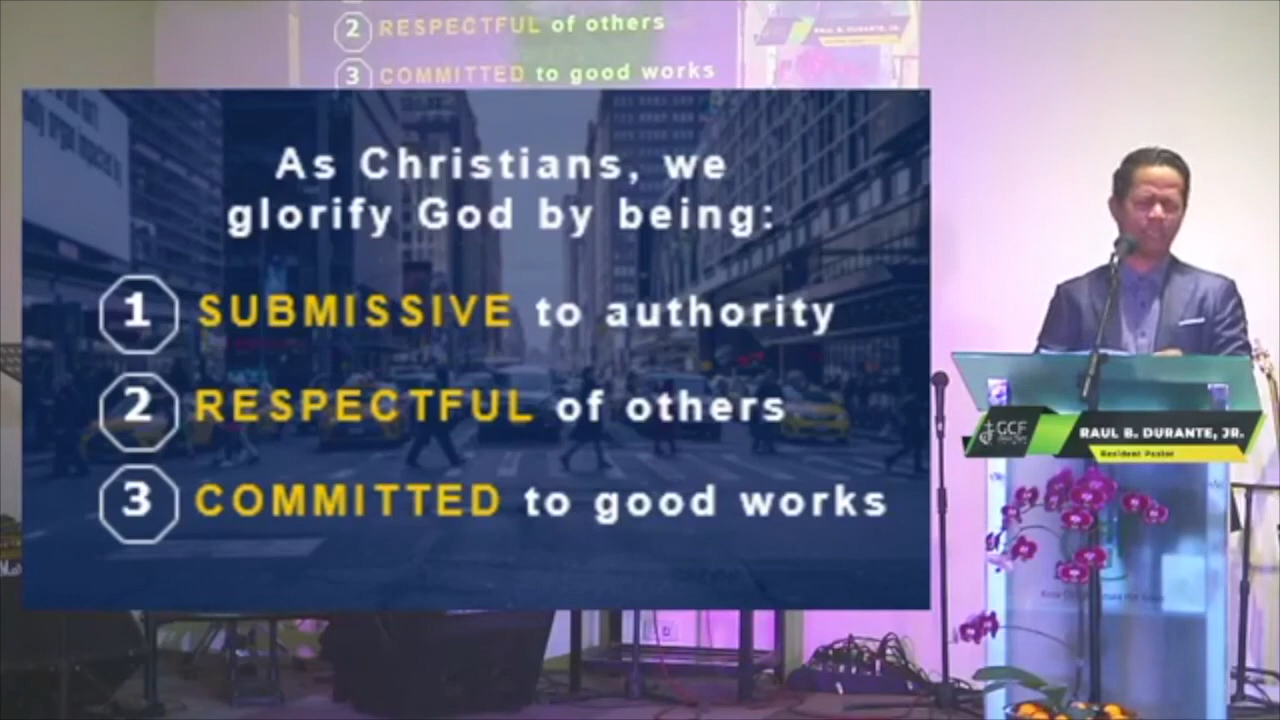 2 RESPECTFUL of others
3 COMMITTED to good works
As Christians, we
glorify God by being:
1 SUBMISSIVE to authority
2 RESPECTFUL of others
3 COMMITTED to good works
GCF
RAUL B. DURANTE, JR.
Resident Pastor